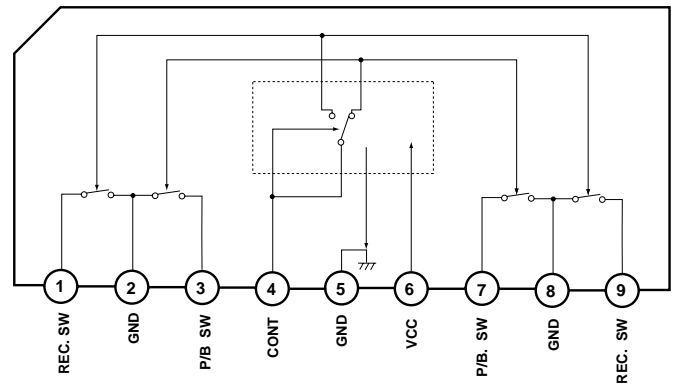 1 2 3 4 5 6 7 8 9
REC. SW
GND
P/B SW
CONT
GND
VCC
P/B. SW
GND
REC. SW